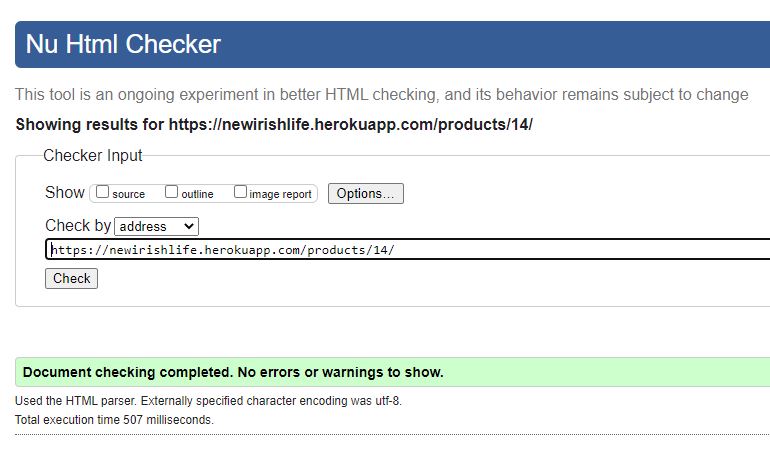 Nu Html Checker
This tool is an ongoing experiment in better HTML checking, and its behavior remains subject to change
Showing results for https://newirishlife.herokuapp.com/products/14/
Checker Input
Show source outline image report Options...
Check by address
https://newirishlife.herokuapp.com/products/14/
Check
Document checking completed. No errors or warnings to show.
Used the HTML parser. Externally specified character encoding was utf-8.
Total execution time 507 milliseconds.